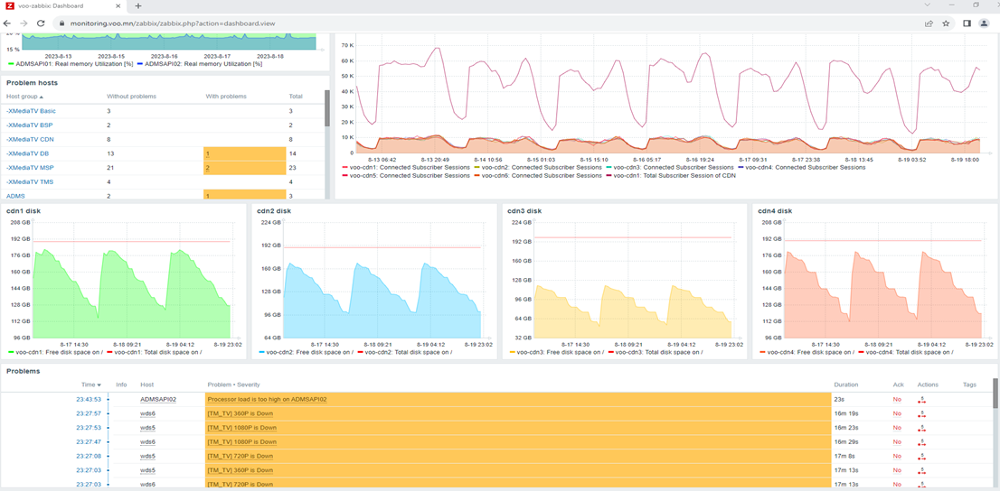 voo-zabbix: Dashboard
monitoring.voo.mn/zabbix/zabbix.php?action=dashboard.view
15 %
2023-8-13 2023-8-14 2023-8-16 2023-8-17 2023-8-18
ADMSAPI01: Real memory Utilization [%] ADMSAPI02: Real memory Utilization [%]
Problem hosts
Host group Without problems With problems Total
-XMediaTV Basic 3 3
-XMediaTV BSP 2 2
-XMediaTV CDN 8 8
-XMediaTV DB 13 1 14
-XMediaTV MSP 21 2 23
-XMediaTV TMS 4 4
ADMS 2 1 3
70 K
60 K
50 K
40 K
30 K
20 K
10 K
0
8-13 06:42 8-13 20:49 8-14 10:56 8-15 01:03 8-15 15:10 8-16 05:17 8-16 19:24 8-17 23:38 8-18 13:45 8-19 03:52 8-19 18:00
voo-cdn1: Connected Subscriber Sessions voo-cdn2: Connected Subscriber Sessions voo-cdn3: Connected Subscriber Sessions voo-cdn4: Connected Subscriber Sessions
voo-cdn5: Connected Subscriber Sessions voo-cdn6: Connected Subscriber Sessions voo-cdn1: Total Subscriber Session of CDN
cdn1 disk
208 GB
192 GB
176 GB
160 GB
144 GB
128 GB
112 GB
96 GB
8-17 14:30 8-18 09:21 8-19 04:12 8-19 23:02
voo-cdn1: Free disk space on / voo-cdn1: Total disk space on /
cdn2 disk
224 GB
192 GB
160 GB
128 GB
96 GB
64 GB
8-17 14:30 8-18 09:21 8-19 04:12 8-19 23:02
voo-cdn2: Free disk space on / voo-cdn2: Total disk space on /
cdn3 disk
224 GB
192 GB
160 GB
128 GB
96 GB
64 GB
32 GB
8-17 14:30 8-18 09:21 8-19 04:12 8-19 23:02
voo-cdn3: Free disk space on / voo-cdn3: Total disk space on /
cdn4 disk
208 GB
192 GB
176 GB
160 GB
144 GB
128 GB
112 GB
96 GB
8-17 14:30 8-18 09:21 8-19 04:12 8-19 23:02
voo-cdn4: Free disk space on / voo-cdn4: Total disk space on /
Problems
Time Info Host Problem • Severity Duration Ack Actions Tags
23:43:53 ADMSAPI02 Processor load is too high on ADMSAPI02 23s No 5
23:27:57 wds6 [TM_TV] 360P is Down 16m 19s No 5
23:27:53 wds5 [TM_TV] 1080P is Down 16m 23s No 5
23:27:47 wds6 [TM_TV] 1080P is Down 16m 29s No 5
23:27:08 wds5 [TM_TV] 720P is Down 17m 8s No 5
23:27:03 wds5 [TM_TV] 360P is Down 17m 13s No 5
23:27:03 wds6 [TM_TV] 720P is Down 17m 13s No 5